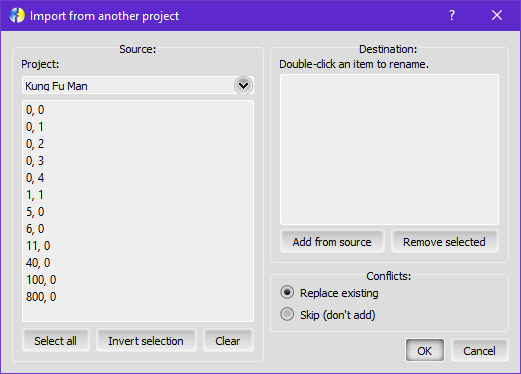 Import from another project
?
Source:
Project:
Kung Fu Man
0, 0
0, 1
0, 2
0, 3
0, 4
1, 1
5, 0
6, 0
11, 0
40, 0
100, 0
800, 0
Select all
Invert selection
Clear
Destination:
Double-click an item to rename.
Add from source
Remove selected
Conflicts:
Replace existing
Skip (don't add)
OK
Cancel